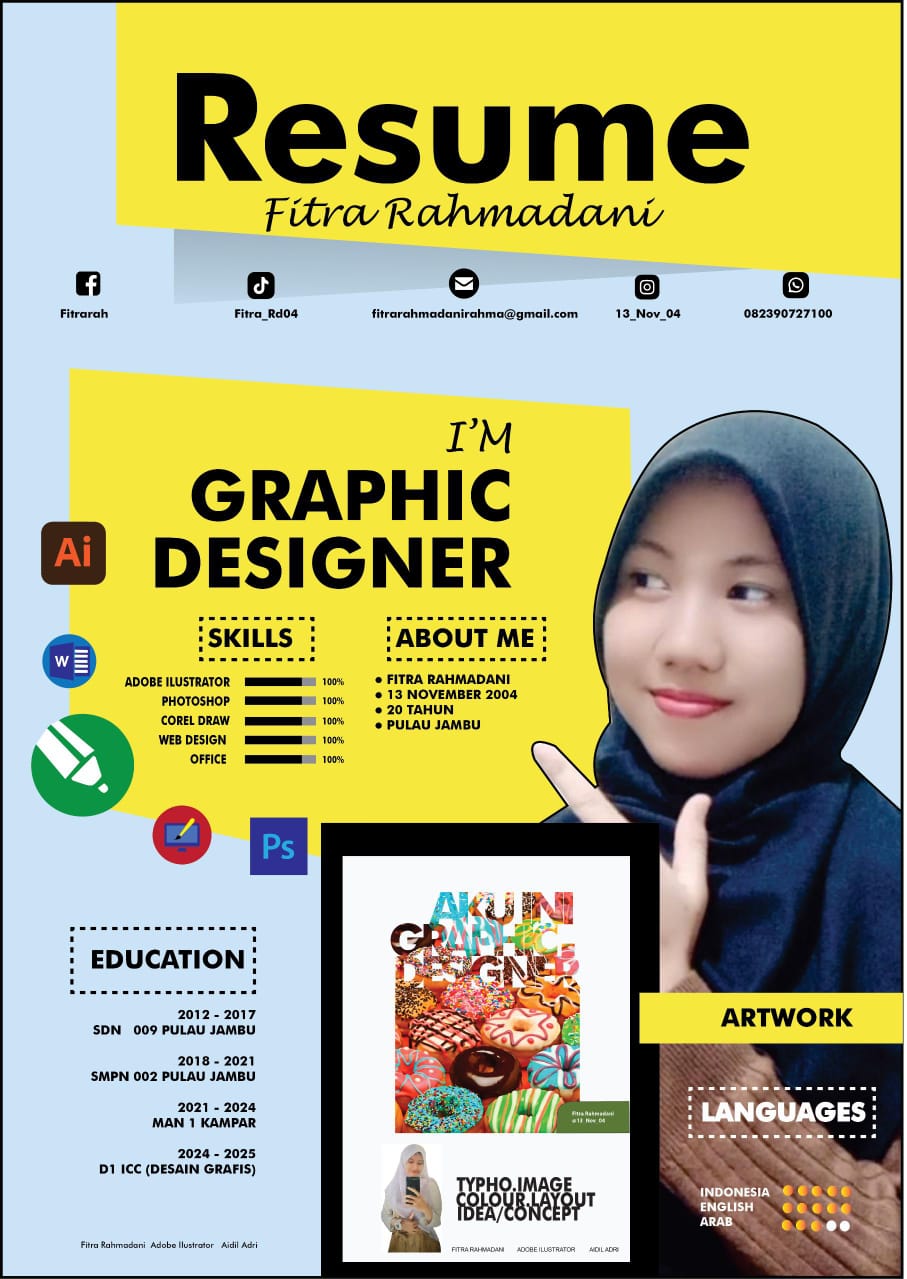 Resume
Fitra Rahmadani
Fitrarah
Fitra_Rd04
fitrarahmadanirahma@gmail.com
13_Nov_04
082390727100
I'M
GRAPHIC
DESIGNER
Ai
W
Ps
SKILLS
ADOBE ILUSTRATOR 100%
PHOTOSHOP 100%
COREL DRAW 100%
WEB DESIGN 100%
OFFICE 100%
ABOUT ME
• FITRA RAHMADANI
• 13 NOVEMBER 2004
• 20 TAHUN
• PULAU JAMBU
EDUCATION
2012 - 2017
SDN 009 PULAU JAMBU
2018 - 2021
SMPN 002 PULAU JAMBU
2021 - 2024
MAN 1 KAMPAR
2024 - 2025
D1 ICC (DESAIN GRAFIS)
Fitra Rahmadani Adobe Ilustrator Aidil Adri
AKU INI
GRAPHIC
DESIGNER
Fitra Rahmadani
@13_Nov_04
TYPHO.IMAGE
COLOUR.LAYOUT
IDEA/CONCEPT
FITRA RAHMADANI ADOBE ILUSTRATOR AIDIL ADRI
ARTWORK
LANGUAGES
INDONESIA
ENGLISH
ARAB